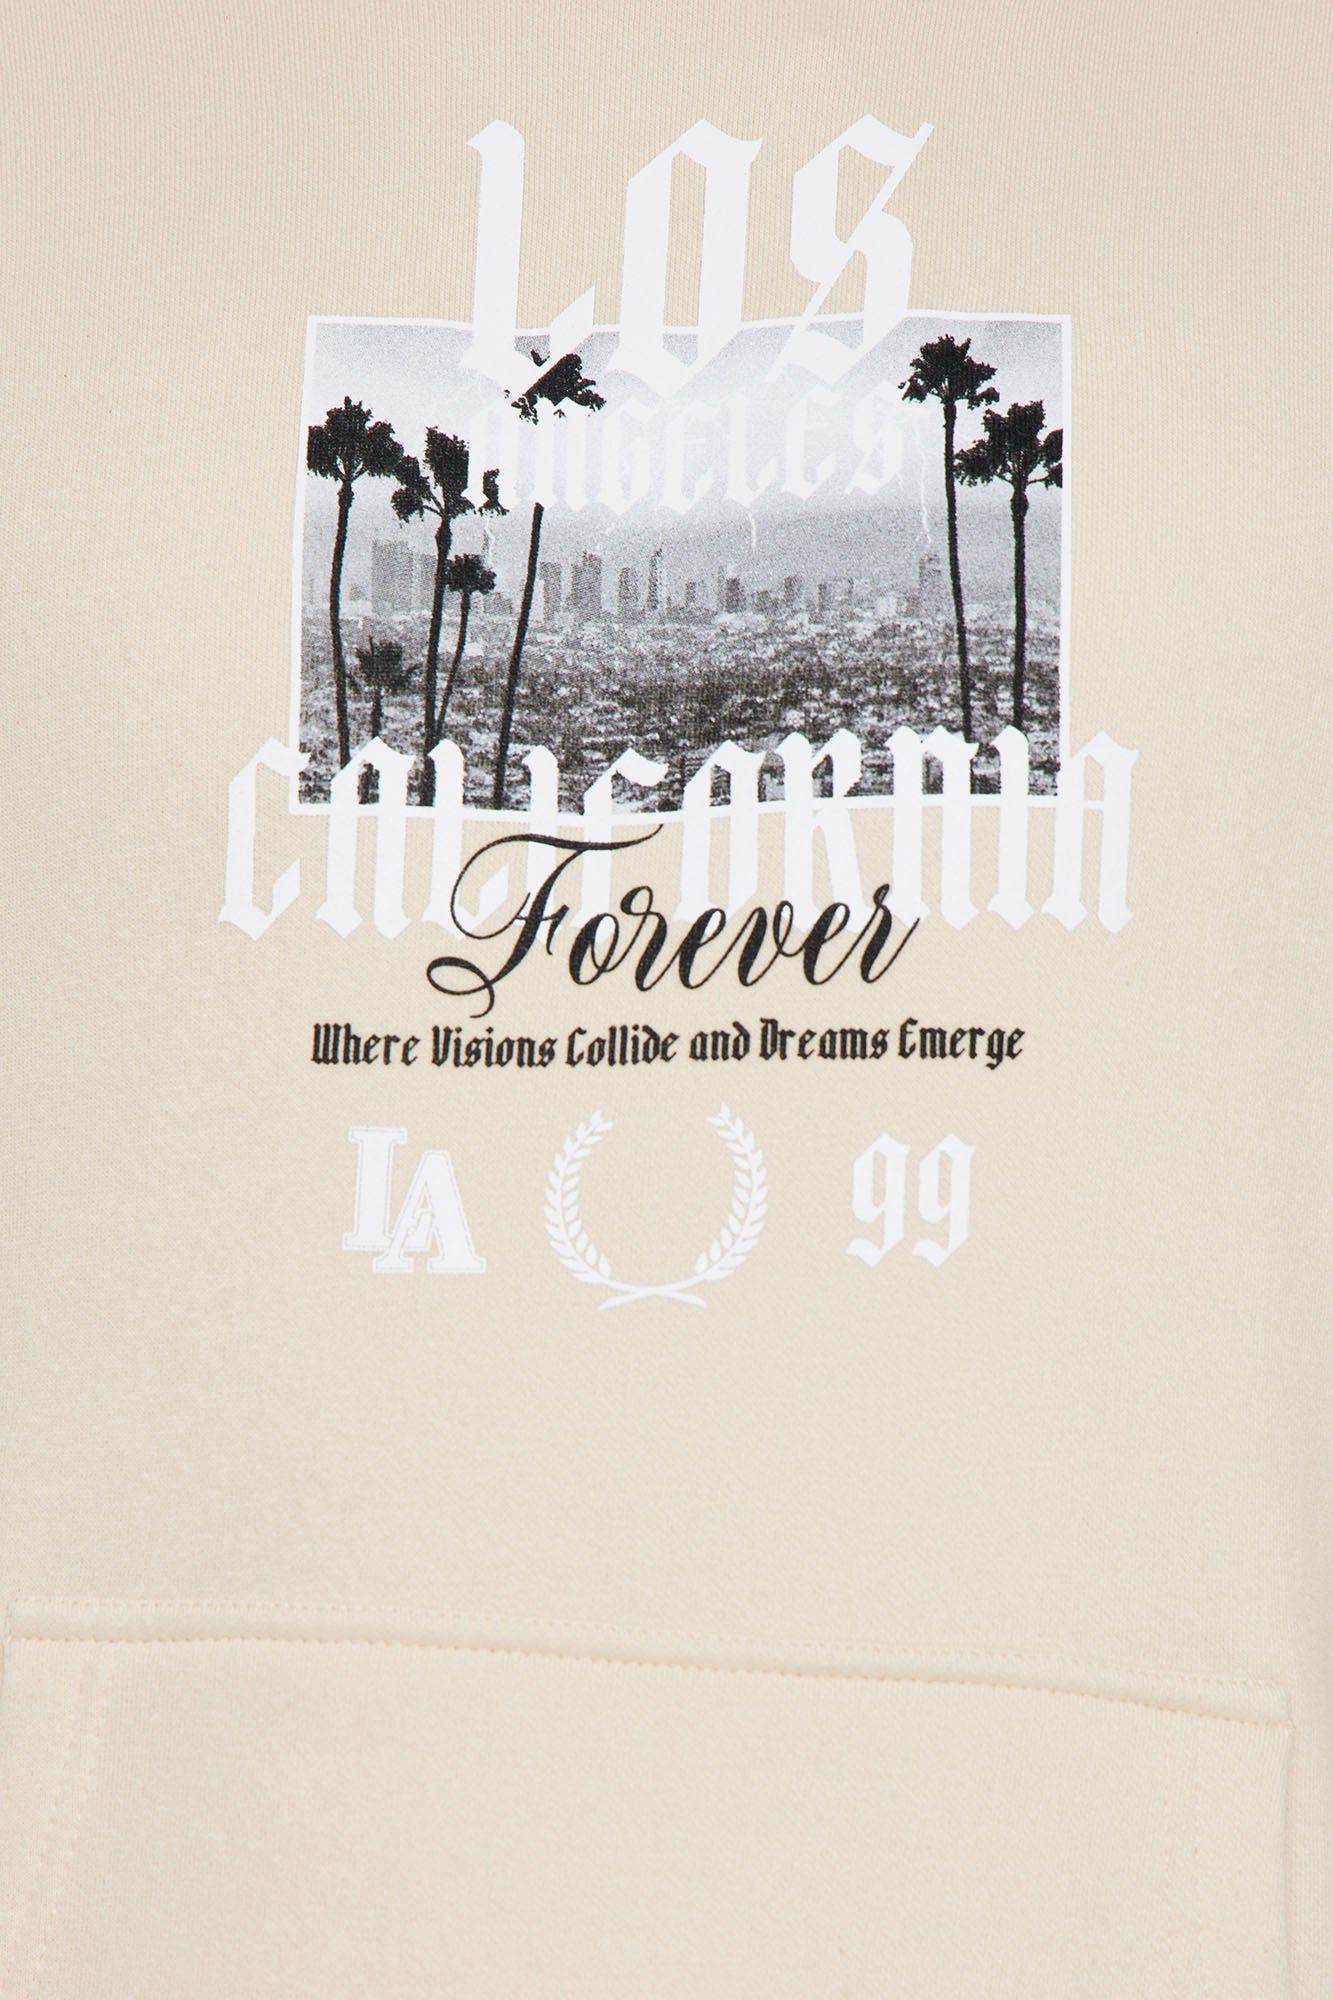 LOS
ANGELES
CALIFORNIA
Forever
Where Visions Collide and Dreams Emerge
LA 99